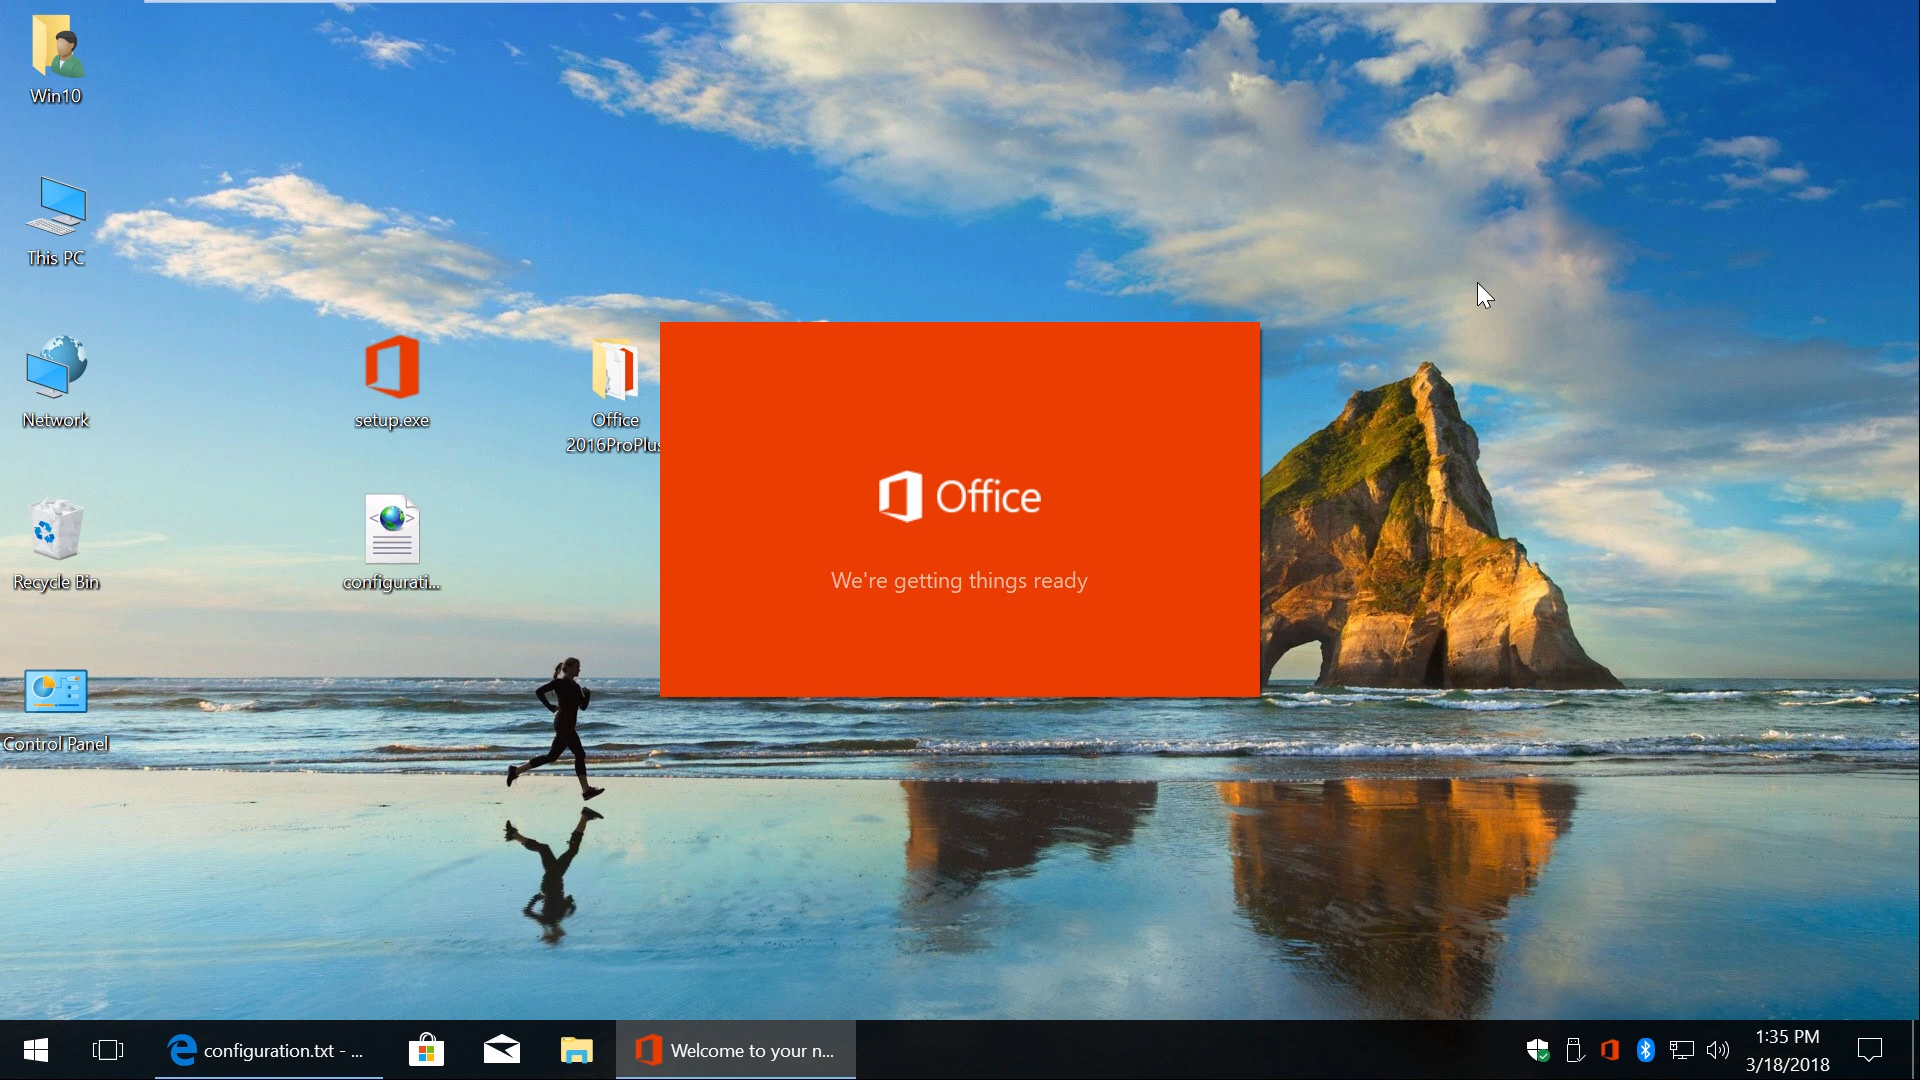 Win10
This PC
Network
Recycle Bin
Control Panel
setup.exe
configurati...
Office
2016ProPlus
Office
We're getting things ready
configuration.txt - ...
Welcome to your n...
1:35 PM
3/18/2018